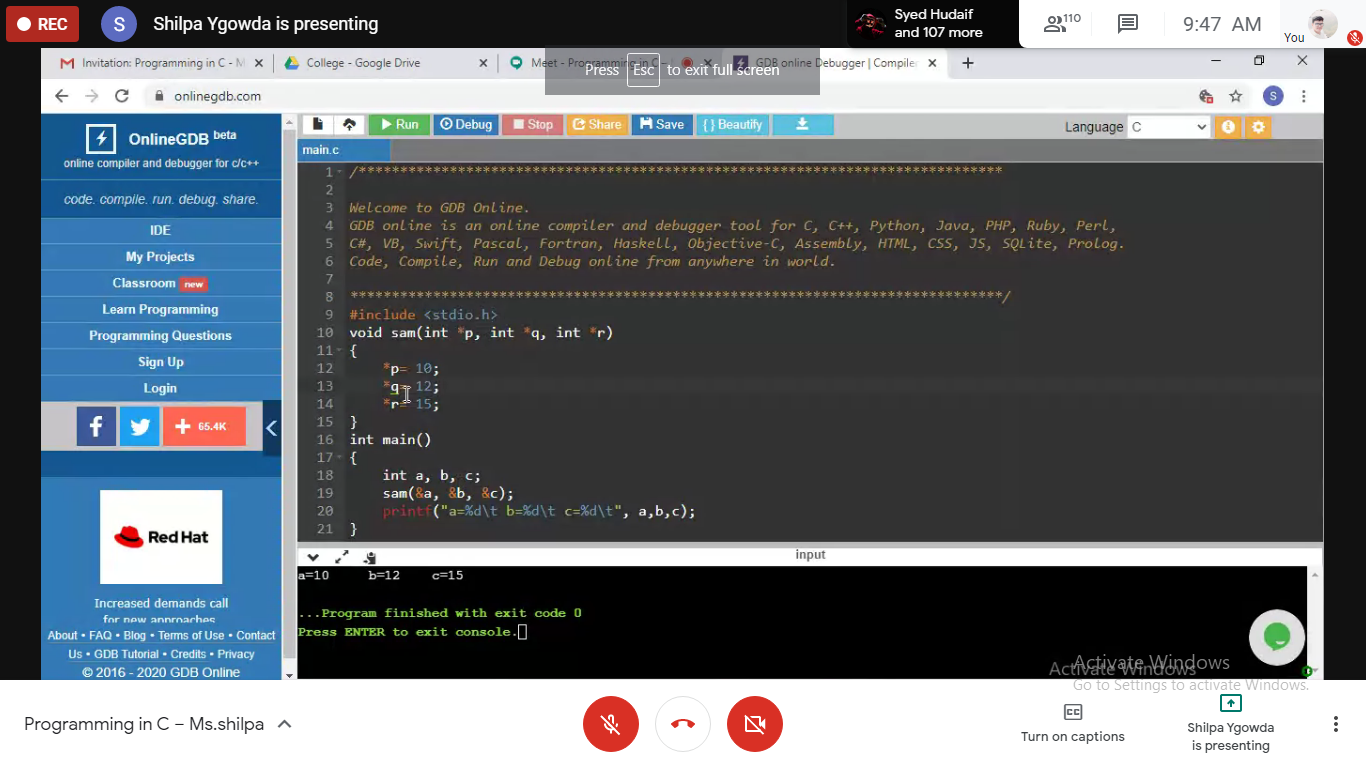 REC
S
Shilpa Ygowda is presenting
Syed Hudaif
and 107 more
110
9:47 AM
You
Invitation: Programming in C - M
College - Google Drive
Meet - Programming in C -
GDB online Debugger | Compile
Press Esc to exit full screen
onlinegdb.com
S
OnlineGDB beta
online compiler and debugger for c/c++
code. compile. run. debug. share.
IDE
My Projects
Classroom new
Learn Programming
Programming Questions
Sign Up
Login
f
+ 65.4K
Red Hat
Increased demands call
for new approaches
About • FAQ • Blog • Terms of Use • Contact
Us • GDB Tutorial • Credits • Privacy
© 2016 - 2020 GDB Online
Run
Debug
Stop
Share
Save
{ } Beautify
Language C
main.c
1 /*******************************************************************************
2
3 Welcome to GDB Online.
4 GDB online is an online compiler and debugger tool for C, C++, Python, Java, PHP, Ruby, Perl,
5 C#, VB, Swift, Pascal, Fortran, Haskell, Objective-C, Assembly, HTML, CSS, JS, SQLite, Prolog.
6 Code, Compile, Run and Debug online from anywhere in world.
7
8 *******************************************************************************/
9 #include <stdio.h>
10 void sam(int *p, int *q, int *r)
11 {
12 *p= 10;
13 *q= 12;
14 *r= 15;
15 }
16 int main()
17 {
18 int a, b, c;
19 sam(&a, &b, &c);
20 printf("a=%d\t b=%d\t c=%d\t", a,b,c);
21 }
input
a=10 b=12 c=15
...Program finished with exit code 0
Press ENTER to exit console.
Activate Windows
Activate Windows
Go to Settings to activate Windows.
Programming in C – Ms.shilpa
CC
Turn on captions
Shilpa Ygowda
is presenting